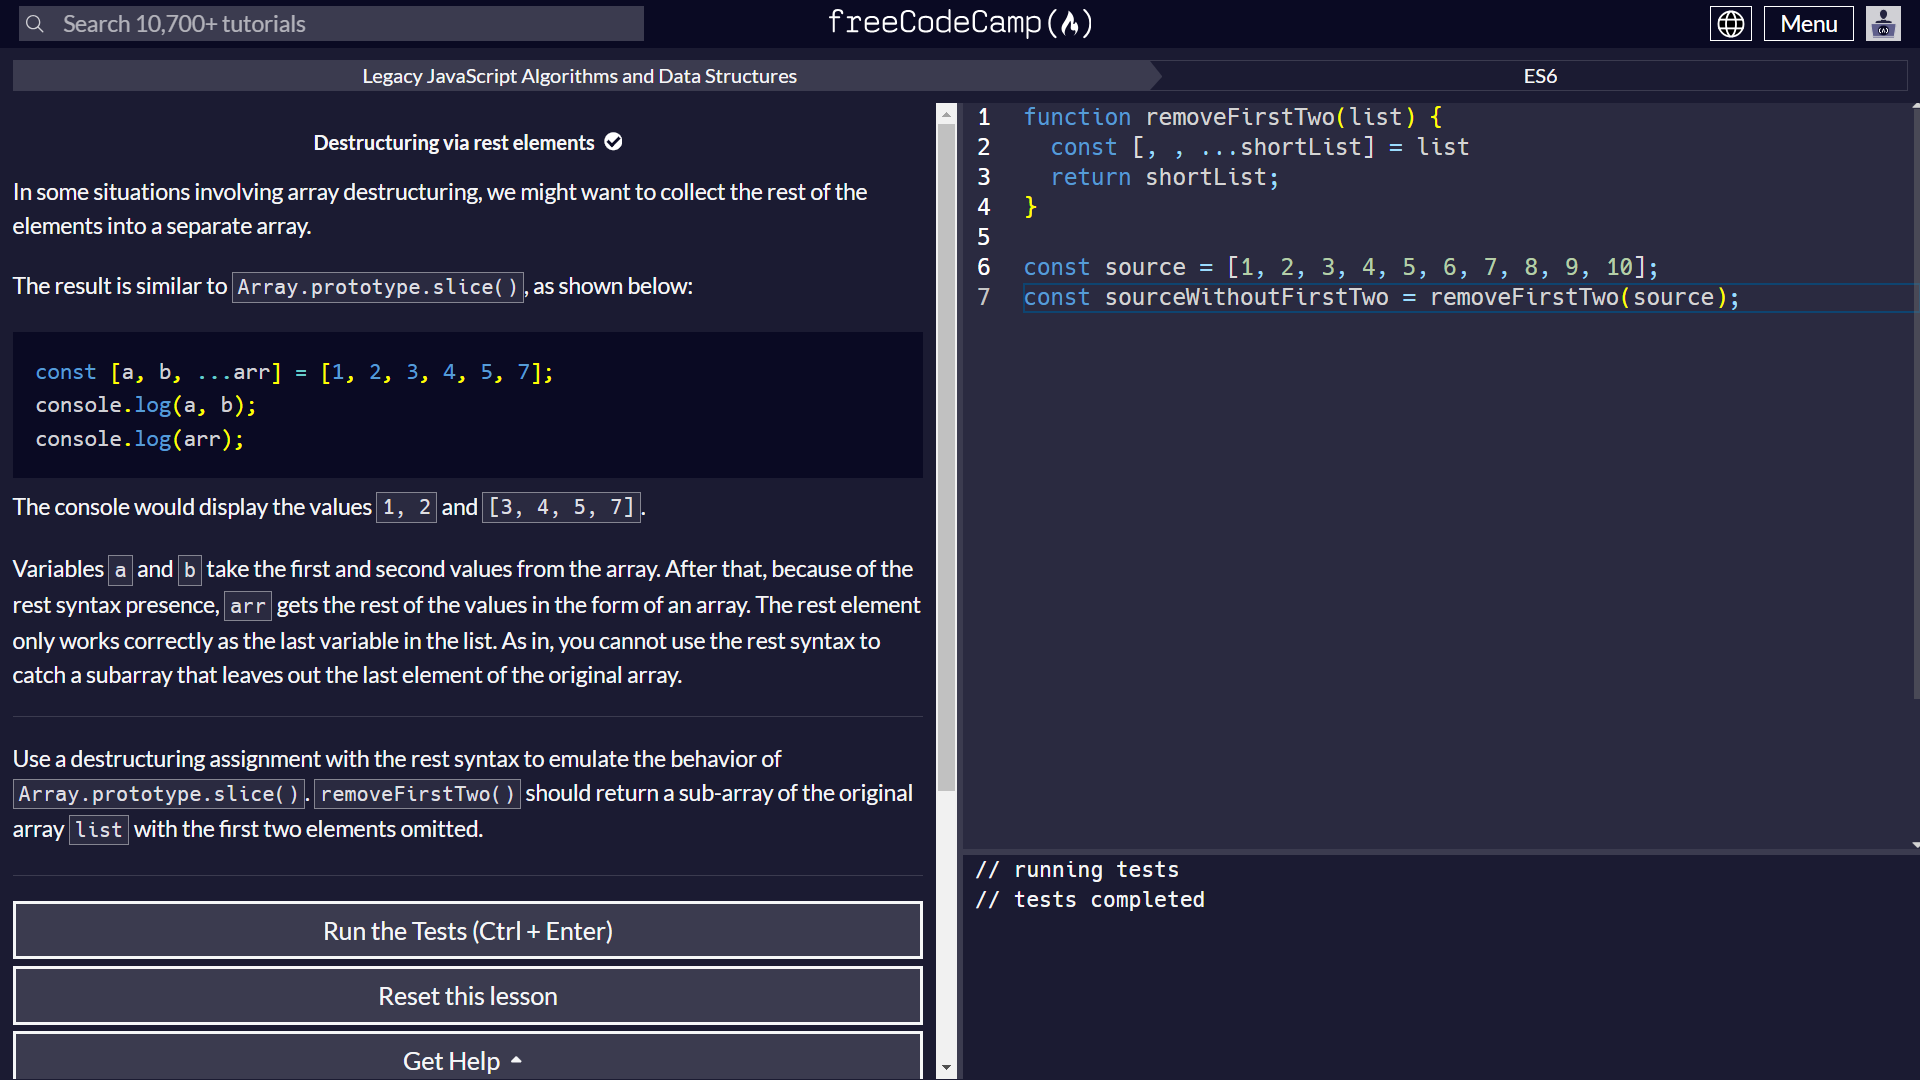 Search 10,700+ tutorials
freeCodeCamp
Menu
Legacy JavaScript Algorithms and Data Structures
ES6
Destructuring via rest elements
In some situations involving array destructuring, we might want to collect the rest of the
elements into a separate array.
The result is similar to Array.prototype.slice(), as shown below:
const [a, b, ...arr] = [1, 2, 3, 4, 5, 7];
console.log(a, b);
console.log(arr);
The console would display the values 1, 2 and [3, 4, 5, 7].
Variables a and b take the first and second values from the array. After that, because of the
rest syntax presence, arr gets the rest of the values in the form of an array. The rest element
only works correctly as the last variable in the list. As in, you cannot use the rest syntax to
catch a subarray that leaves out the last element of the original array.
Use a destructuring assignment with the rest syntax to emulate the behavior of
Array.prototype.slice(). removeFirstTwo() should return a sub-array of the original
array list with the first two elements omitted.
Run the Tests (Ctrl + Enter)
Reset this lesson
Get Help
1 function removeFirstTwo(list) {
2   const [, , ...shortList] = list
3   return shortList;
4 }
5
6 const source = [1, 2, 3, 4, 5, 6, 7, 8, 9, 10];
7 const sourceWithoutFirstTwo = removeFirstTwo(source);
// running tests
// tests completed